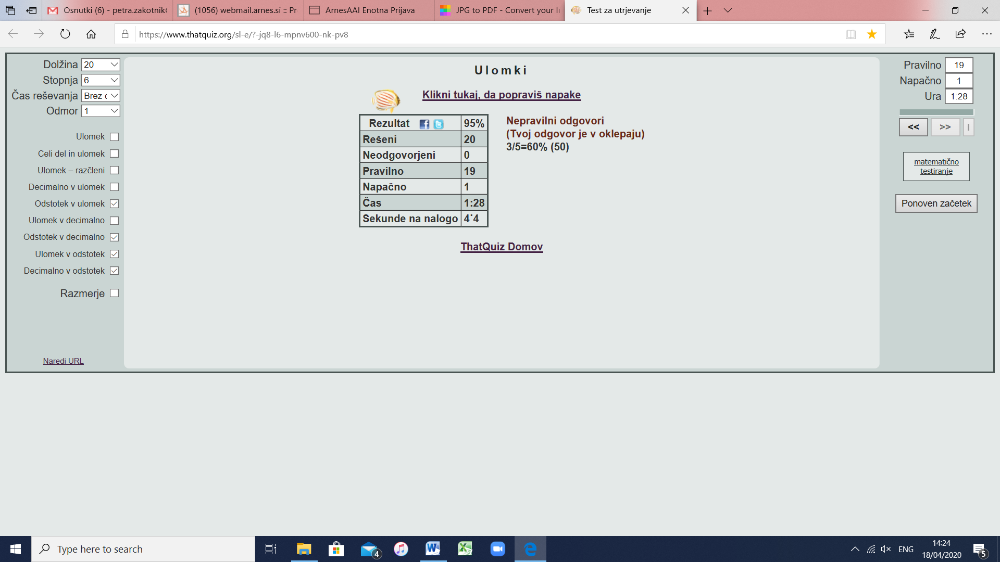 Osnutki (6) - petra.zakotnik
(1056) webmail.arnes.si :: Pr
ArnesAAI Enotna Prijava
JPG to PDF - Convert your I
Test za utrjevanje
https://www.thatquiz.org/sl-e/?-jq8-l6-mpnv600-nk-pv8
Dolžina 20
Stopnja 6
Čas reševanja Brez
Odmor 1
Ulomek
Celi del in ulomek
Ulomek – razčleni
Decimalno v ulomek
Odstotek v ulomek
Ulomek v decimalno
Odstotek v decimalno
Ulomek v odstotek
Decimalno v odstotek
Razmerje
Naredi URL
Ulomki
Klikni tukaj, da popraviš napake
Rezultat 95%
Rešeni 20
Neodgovorjeni 0
Pravilno 19
Napačno 1
Čas 1:28
Sekunde na nalogo 4˙4
Nepravilni odgovori
(Tvoj odgovor je v oklepaju)
3/5=60% (50)
ThatQuiz Domov
Pravilno 19
Napačno 1
Ura 1:28
<< >> |
matematično
testiranje
Ponoven začetek
Type here to search
4
ENG
14:24
18/04/2020
5